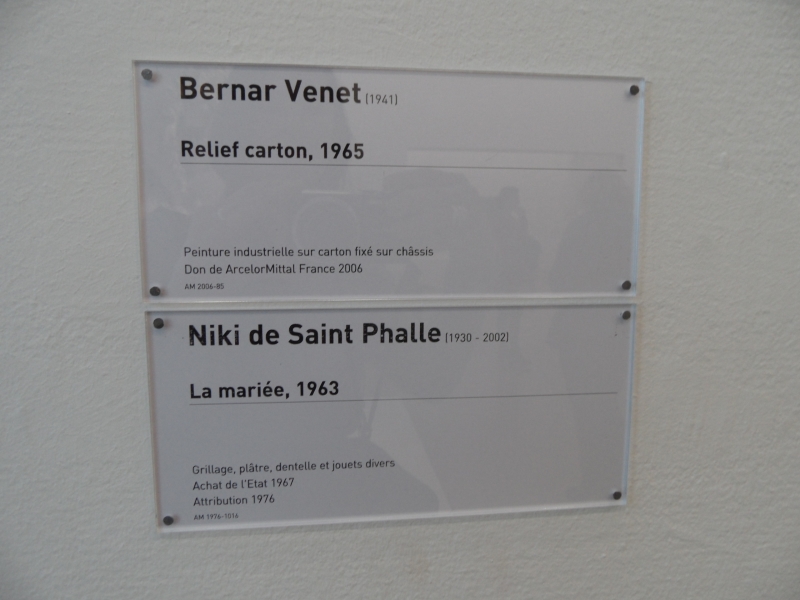 Bernar Venet (1941)
Relief carton, 1965
Peinture industrielle sur carton fixé sur châssis
Don de ArcelorMittal France 2006
AM 2006-85
Niki de Saint Phalle (1930 - 2002)
La mariée, 1963
Grillage, plâtre, dentelle et jouets divers
Achat de l'Etat 1967
Attribution 1976
AM 1976-1016